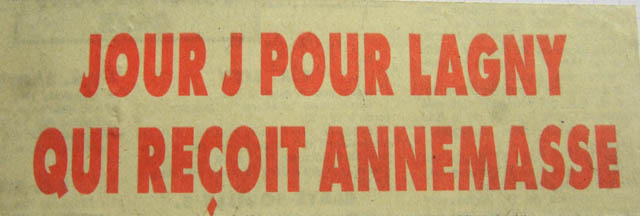 JOUR J POUR LAGNY
QUI REÇOIT ANNEMASSE